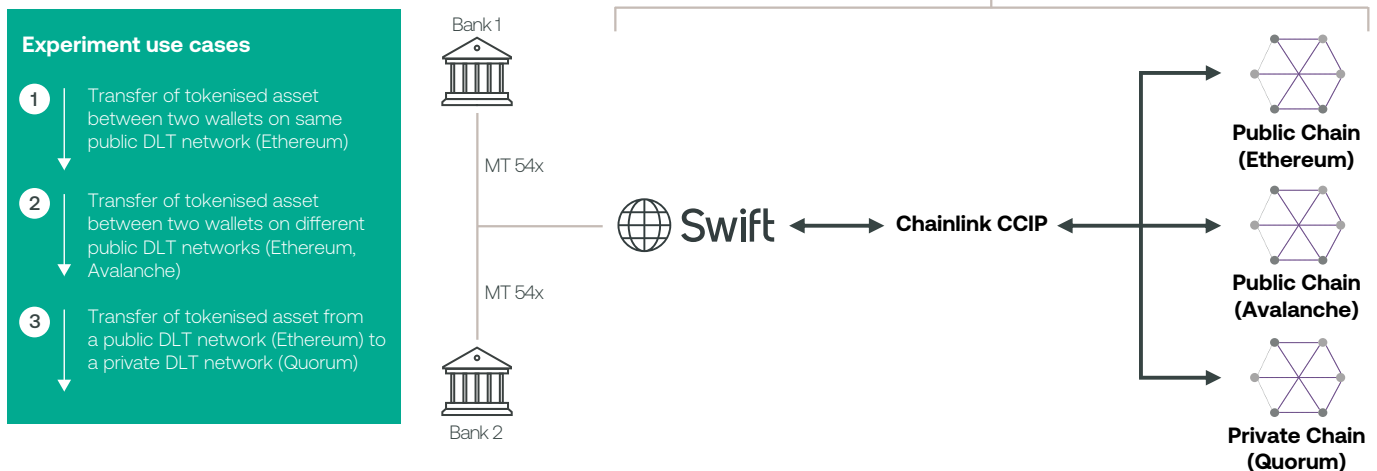 Experiment use cases
1
Transfer of tokenised asset
between two wallets on same
public DLT network (Ethereum)
2
Transfer of tokenised asset
between two wallets on different
public DLT networks (Ethereum,
Avalanche)
3
Transfer of tokenised asset from
a public DLT network (Ethereum) to
a private DLT network (Quorum)
Bank 1
MT 54x
MT 54x
Bank 2
Swift
Chainlink CCIP
Public Chain
(Ethereum)
Public Chain
(Avalanche)
Private Chain
(Quorum)